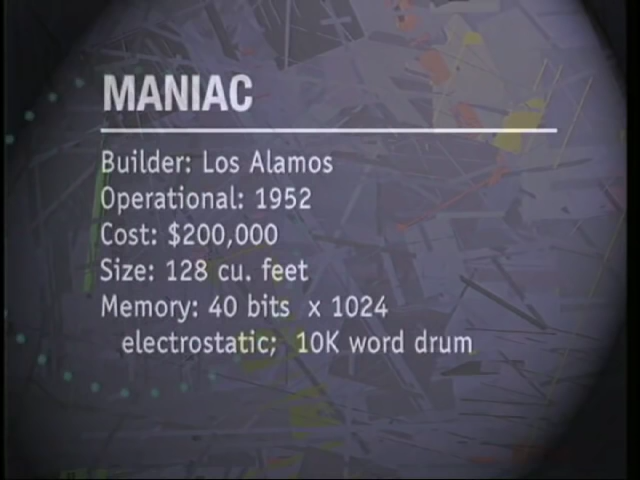 MANIAC
Builder: Los Alamos
Operational: 1952
Cost: $200,000
Size: 128 cu. feet
Memory: 40 bits x 1024
electrostatic; 10K word drum